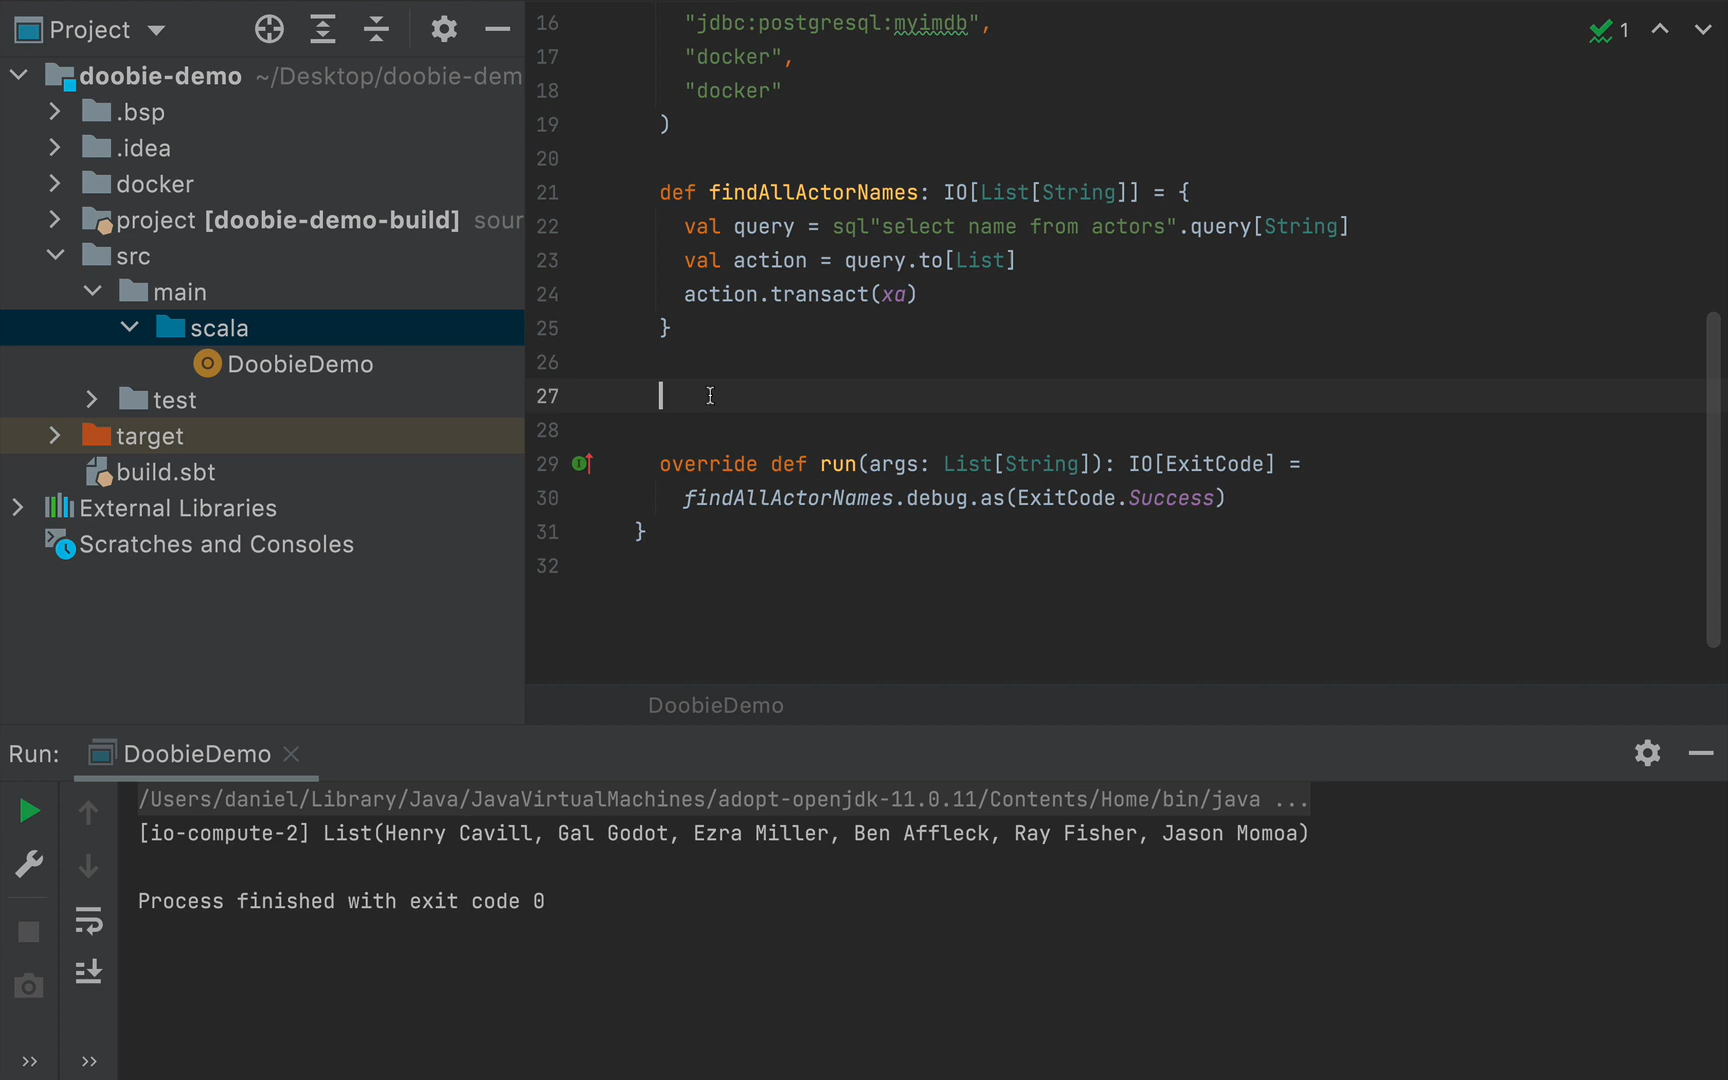 Project
doobie-demo ~/Desktop/doobie-dem
.bsp
.idea
docker
project [doobie-demo-build] sour
src
main
scala
DoobieDemo
test
target
build.sbt
External Libraries
Scratches and Consoles
1
16 "jdbc:postgresql:myimdb",
17 "docker",
18 "docker"
19 )
20
21 def findAllActorNames: IO[List[String]] = {
22 val query = sql"select name from actors".query[String]
23 val action = query.to[List]
24 action.transact(xa)
25 }
26
27
28
29 override def run(args: List[String]): IO[ExitCode] =
30 findAllActorNames.debug.as(ExitCode.Success)
31 }
32
DoobieDemo
Run: DoobieDemo
/Users/daniel/Library/Java/JavaVirtualMachines/adopt-openjdk-11.0.11/Contents/Home/bin/java ...
[io-compute-2] List(Henry Cavill, Gal Godot, Ezra Miller, Ben Affleck, Ray Fisher, Jason Momoa)
Process finished with exit code 0